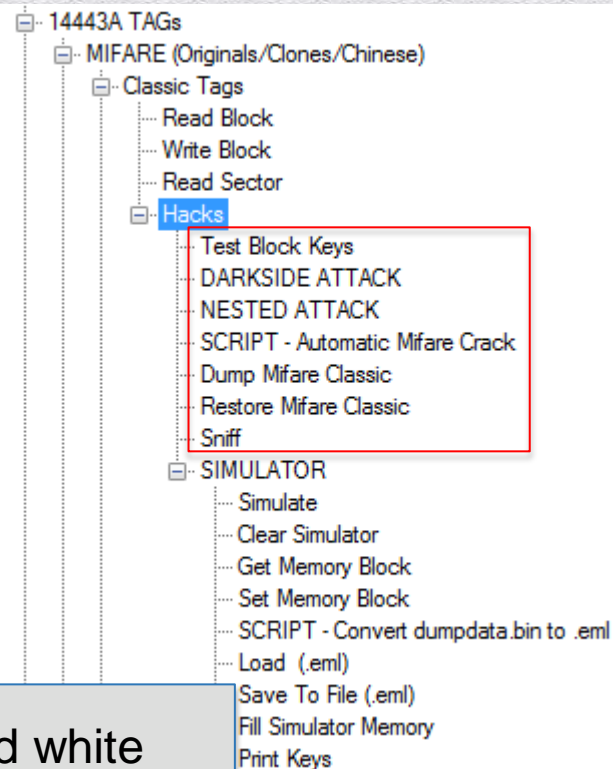 14443A TAGs
MIFARE (Originals/Clones/Chinese)
Classic Tags
Read Block
Write Block
Read Sector
Hacks
Test Block Keys
DARKSIDE ATTACK
NESTED ATTACK
SCRIPT - Automatic Mifare Crack
Dump Mifare Classic
Restore Mifare Classic
Sniff
SIMULATOR
Simulate
Clear Simulator
Get Memory Block
Set Memory Block
SCRIPT - Convert dumpdata.bin to .eml
Load (.eml)
Save To File (.eml)
Fill Simulator Memory
Print Keys
d white